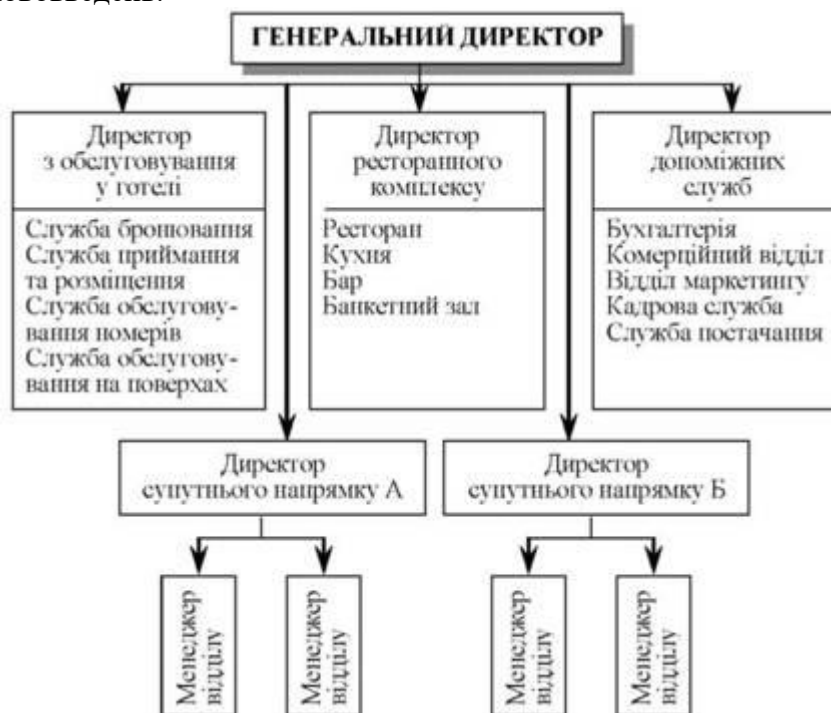 ГЕНЕРАЛЬНИЙ ДИРЕКТОР
Директор
з обслуговування
у готелі
Служба бронювання
Служба приймання
та розміщення
Служба обслугову-
вання номерів
Служба обслугову-
вання на поверхах
Директор
ресторанного
комплексу
Ресторан
Кухня
Бар
Банкетний зал
Директор
допоміжних
служб
Бухгалтерія
Комерційний відділ
Відділ маркетингу
Кадрова служба
Служба постачання
Директор
супутнього напрямку А
Директор
супутнього напрямку Б
Менеджер
відділу
Менеджер
відділу
Менеджер
відділу
Менеджер
відділу